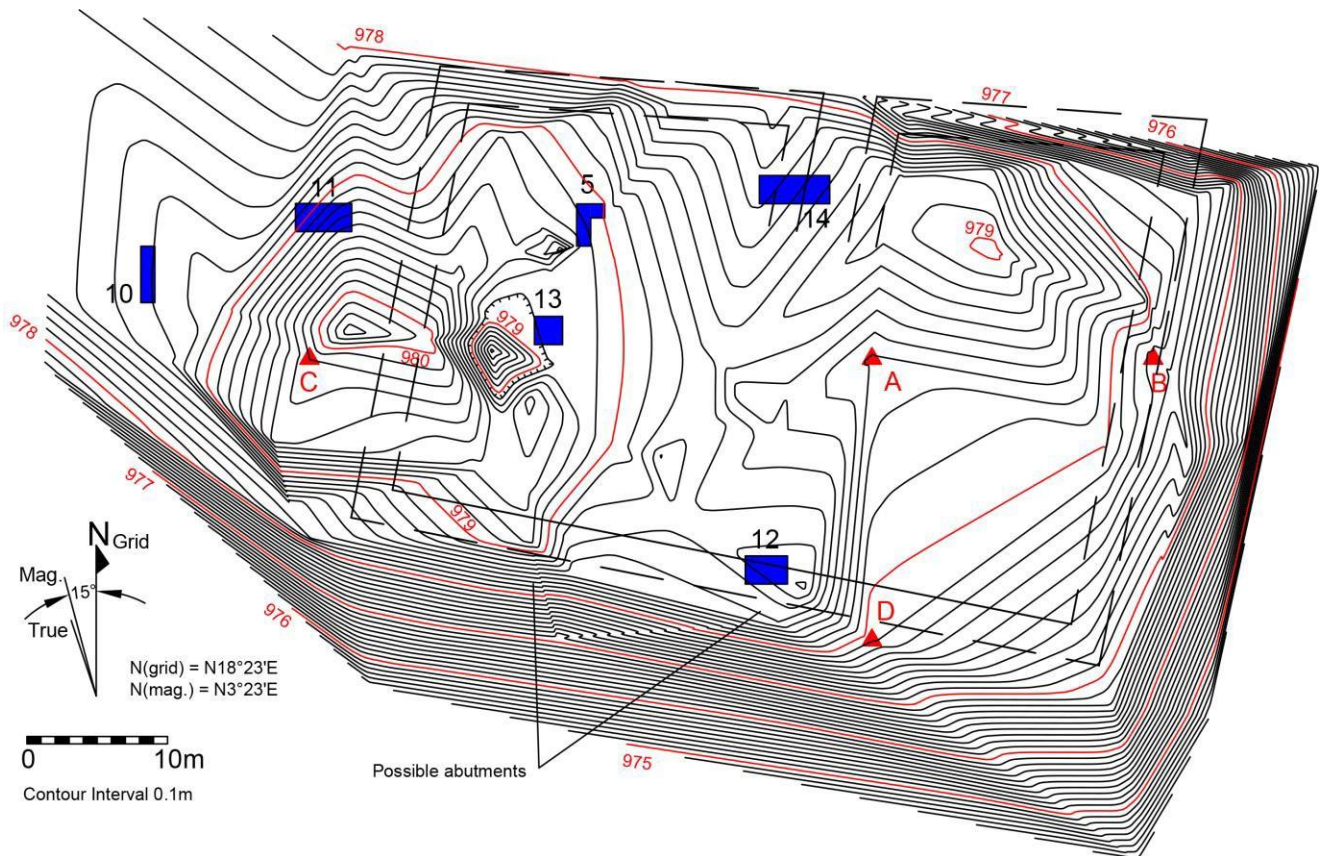 978
977
976
11
5
14
979
10
13
978
979
980
C
A
B
977
979
12
D
N Grid
Mag.
15°
True
976
N(grid) = N18°23'E
N(mag.) = N3°23'E
0 10m
Possible abutments
975
Contour Interval 0.1m